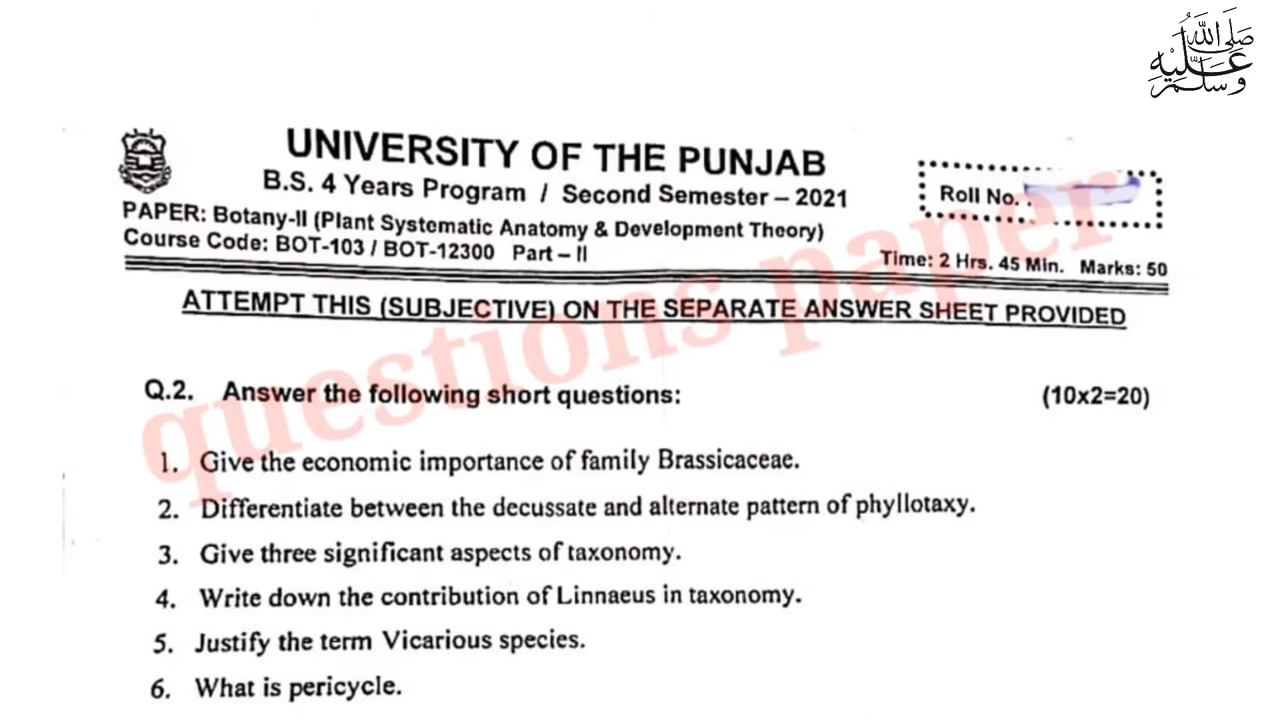 صَلَّى اللّٰهُ
عَلَيْهِ
وَسَلَّمَ
UNIVERSITY OF THE PUNJAB
B.S. 4 Years Program / Second Semester – 2021
Roll No. .
PAPER: Botany-II (Plant Systematic Anatomy & Development Theory)
Course Code: BOT-103 / BOT-12300 Part – II
Time: 2 Hrs. 45 Min. Marks: 50
ATTEMPT THIS (SUBJECTIVE) ON THE SEPARATE ANSWER SHEET PROVIDED
questions paper
Q.2. Answer the following short questions: (10x2=20)
1. Give the economic importance of family Brassicaceae.
2. Differentiate between the decussate and alternate pattern of phyllotaxy.
3. Give three significant aspects of taxonomy.
4. Write down the contribution of Linnaeus in taxonomy.
5. Justify the term Vicarious species.
6. What is pericycle.